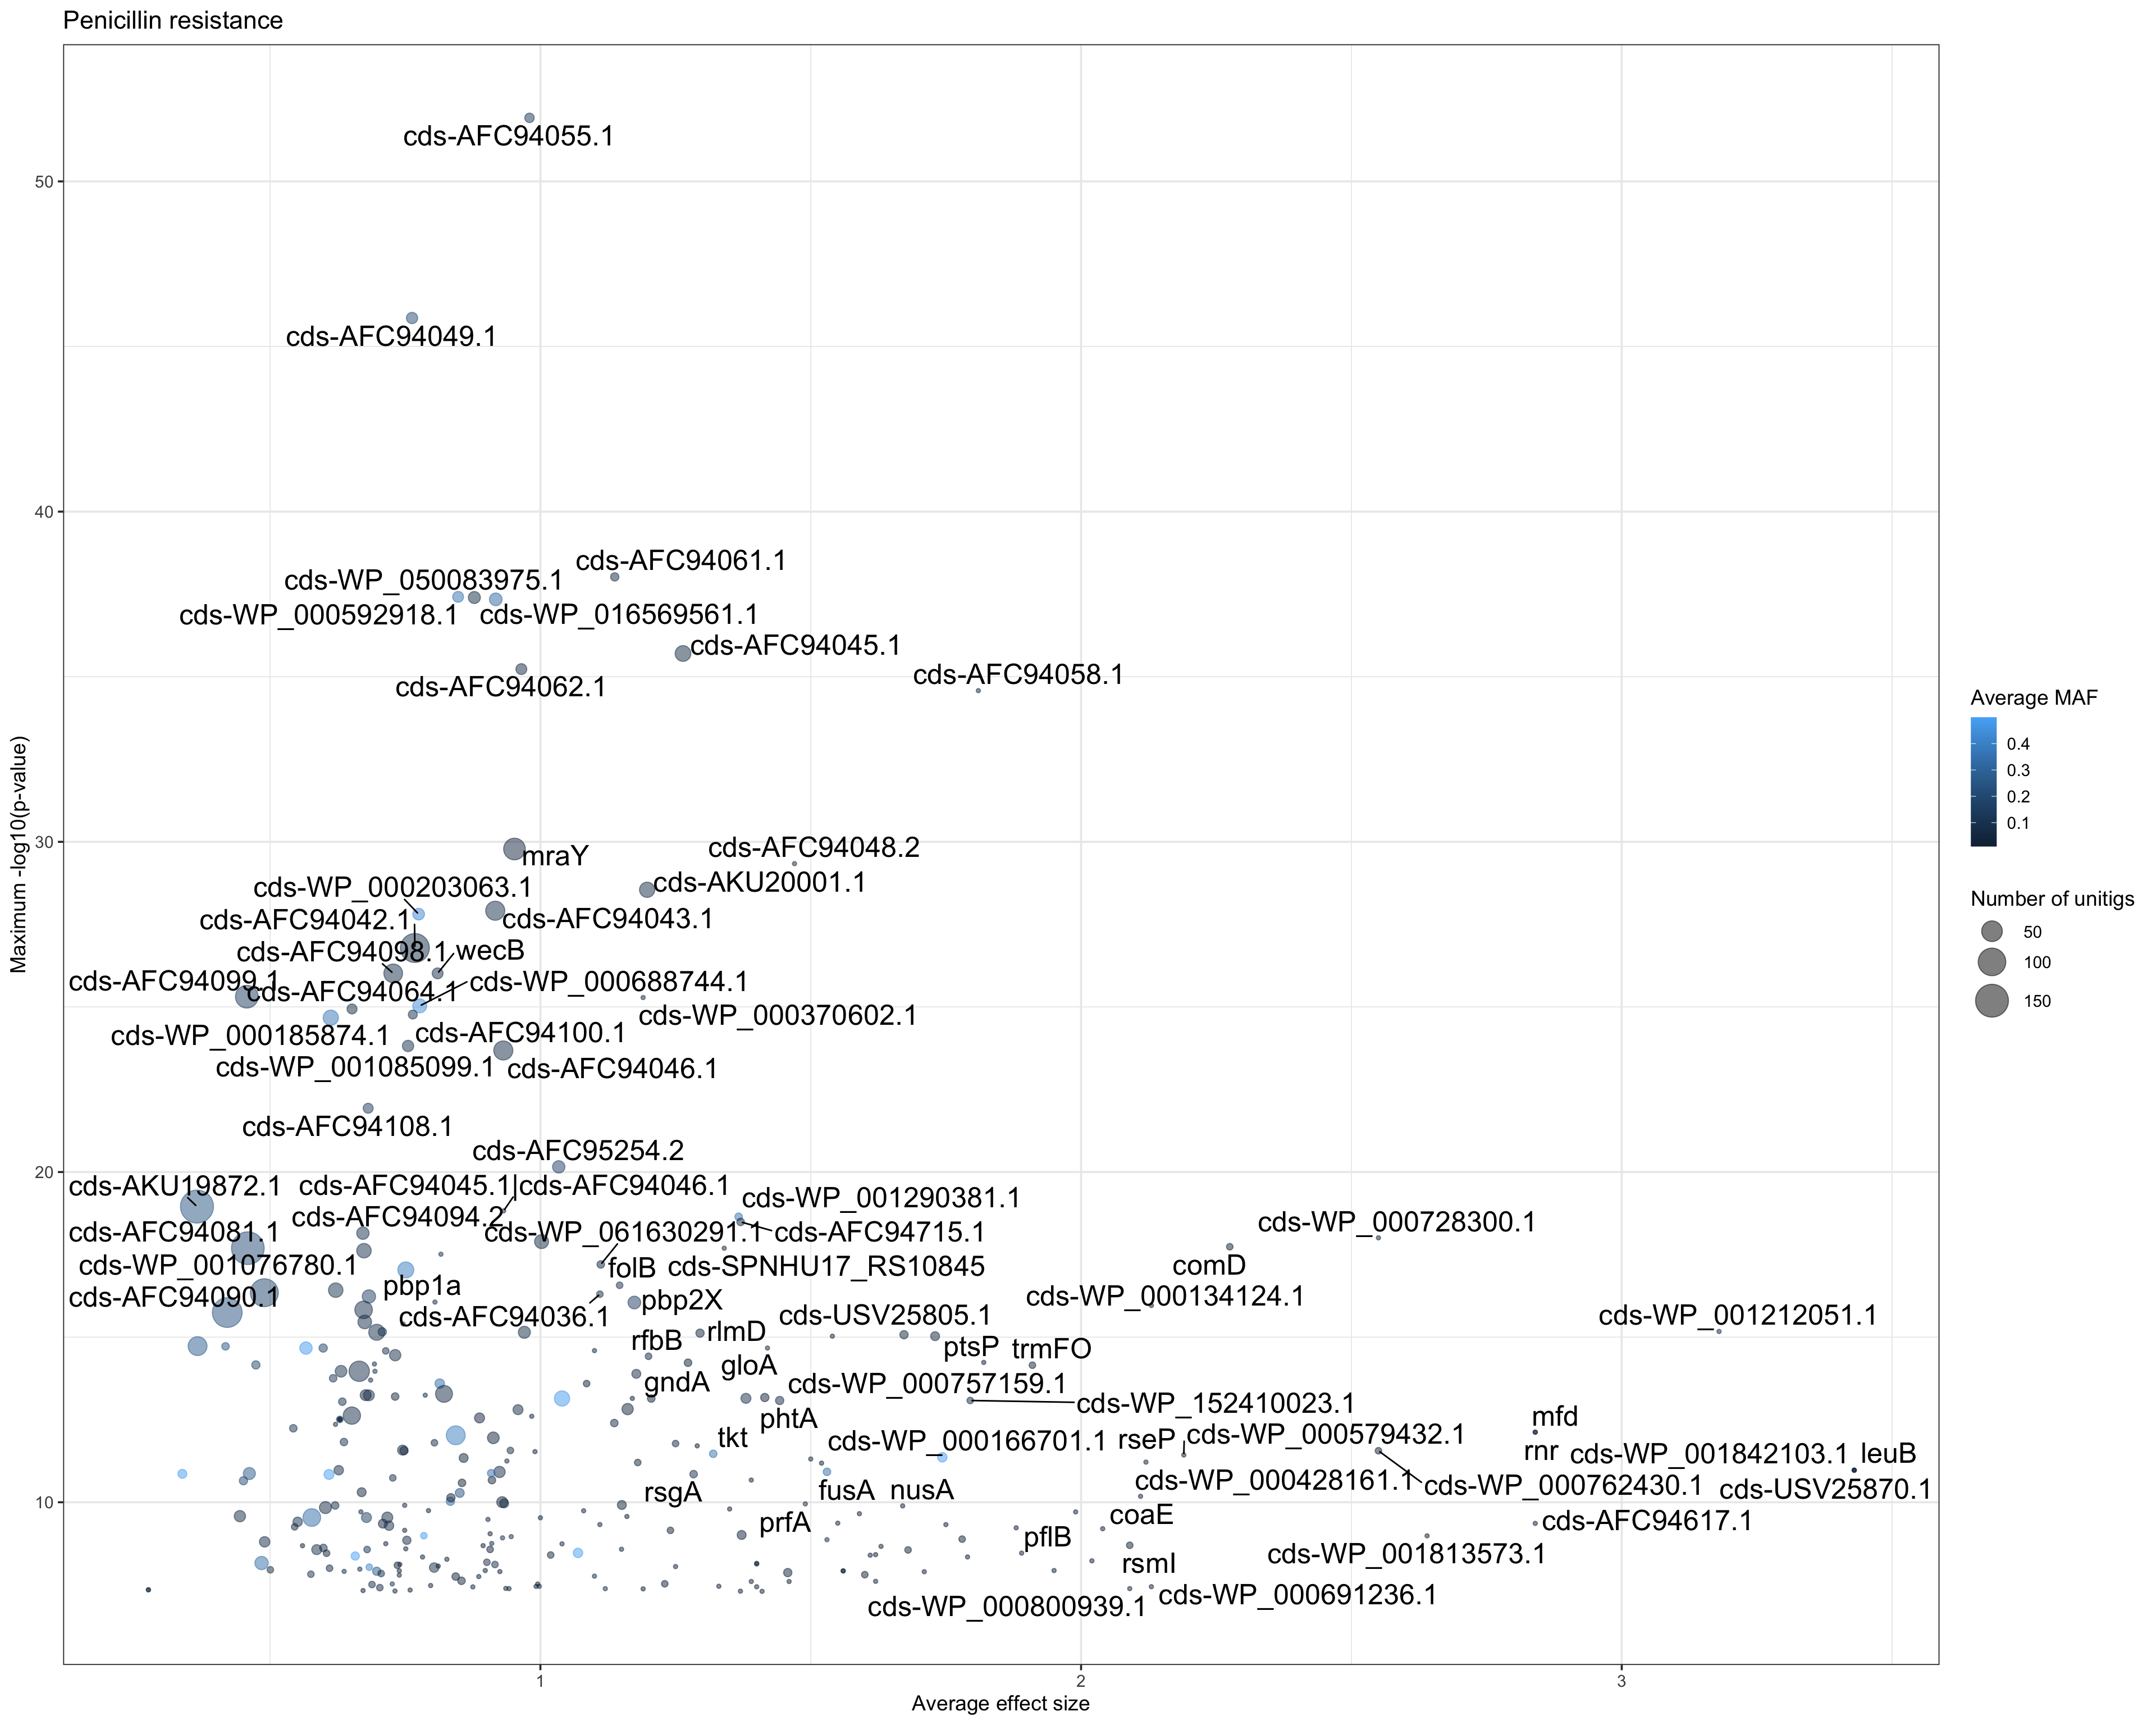 Penicillin resistance
cds-AFC94055.1
50
cds-AFC94049.1
40
cds-AFC94061.1
cds-WP_050083975.1
cds-WP_000592918.1
cds-WP_016569561.1
cds-AFC94045.1
cds-AFC94058.1
cds-AFC94062.1
Average MAF
0.4
0.3
0.2
0.1
Maximum -log10(p-value)
30
mraY
cds-AFC94048.2
cds-AKU20001.1
cds-WP_000203063.1
cds-AFC94042.1
cds-AFC94043.1
Number of unitigs
50
100
150
cds-AFC94098.1
wecB
cds-AFC94099.1
cds-AFC94064.1
cds-WP_000688744.1
cds-WP_000370602.1
cds-WP_000185874.1
cds-AFC94100.1
cds-WP_001085099.1
cds-AFC94046.1
cds-AFC94108.1
cds-AFC95254.2
20
cds-AKU19872.1
cds-AFC94045.1|cds-AFC94046.1
cds-WP_001290381.1
cds-AFC94094.2
cds-AFC94081.1
cds-WP_061630291.1
cds-AFC94715.1
cds-WP_000728300.1
cds-WP_001076780.1
folB
cds-SPNHU17_RS10845
comD
pbp1a
cds-AFC94090.1
pbp2X
cds-WP_000134124.1
cds-AFC94036.1
cds-USV25805.1
cds-WP_001212051.1
rfbB
rlmD
ptsP
trmFO
gloA
gndA
cds-WP_000757159.1
cds-WP_152410023.1
phtA
mfd
tkt
cds-WP_000166701.1
rseP
cds-WP_000579432.1
rnr
cds-WP_001842103.1
leuB
cds-WP_000428161.1
cds-WP_000762430.1
cds-USV25870.1
rsgA
fusA
nusA
10
prfA
coaE
cds-AFC94617.1
pflB
rsmI
cds-WP_001813573.1
cds-WP_000800939.1
cds-WP_000691236.1
1
2
3
Average effect size